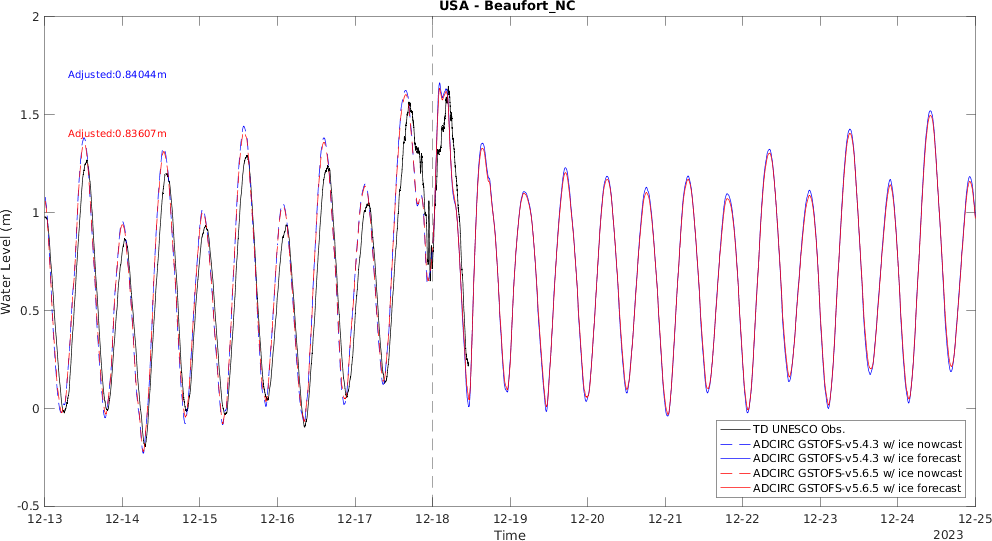 USA - Beaufort_NC
2
1.5
1
0.5
0
-0.5
Water Level (m)
Adjusted:0.84044m
Adjusted:0.83607m
TD UNESCO Obs.
ADCIRC GSTOFS-v5.4.3 w/ ice nowcast
ADCIRC GSTOFS-v5.4.3 w/ ice forecast
ADCIRC GSTOFS-v5.6.5 w/ ice nowcast
ADCIRC GSTOFS-v5.6.5 w/ ice forecast
12-13 12-14 12-15 12-16 12-17 12-18 12-19 12-20 12-21 12-22 12-23 12-24 12-25
Time
2023